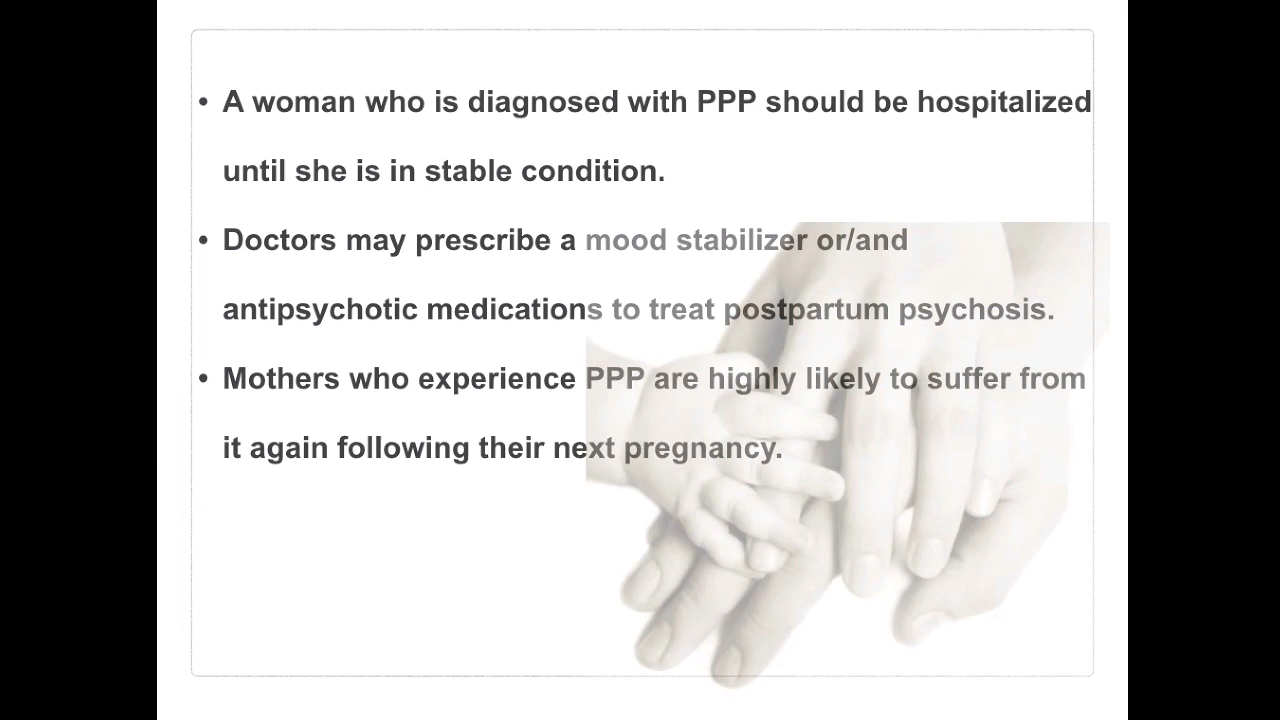 • A woman who is diagnosed with PPP should be hospitalized
until she is in stable condition.
• Doctors may prescribe a mood stabilizer or/and
antipsychotic medications to treat postpartum psychosis.
• Mothers who experience PPP are highly likely to suffer from
it again following their next pregnancy.